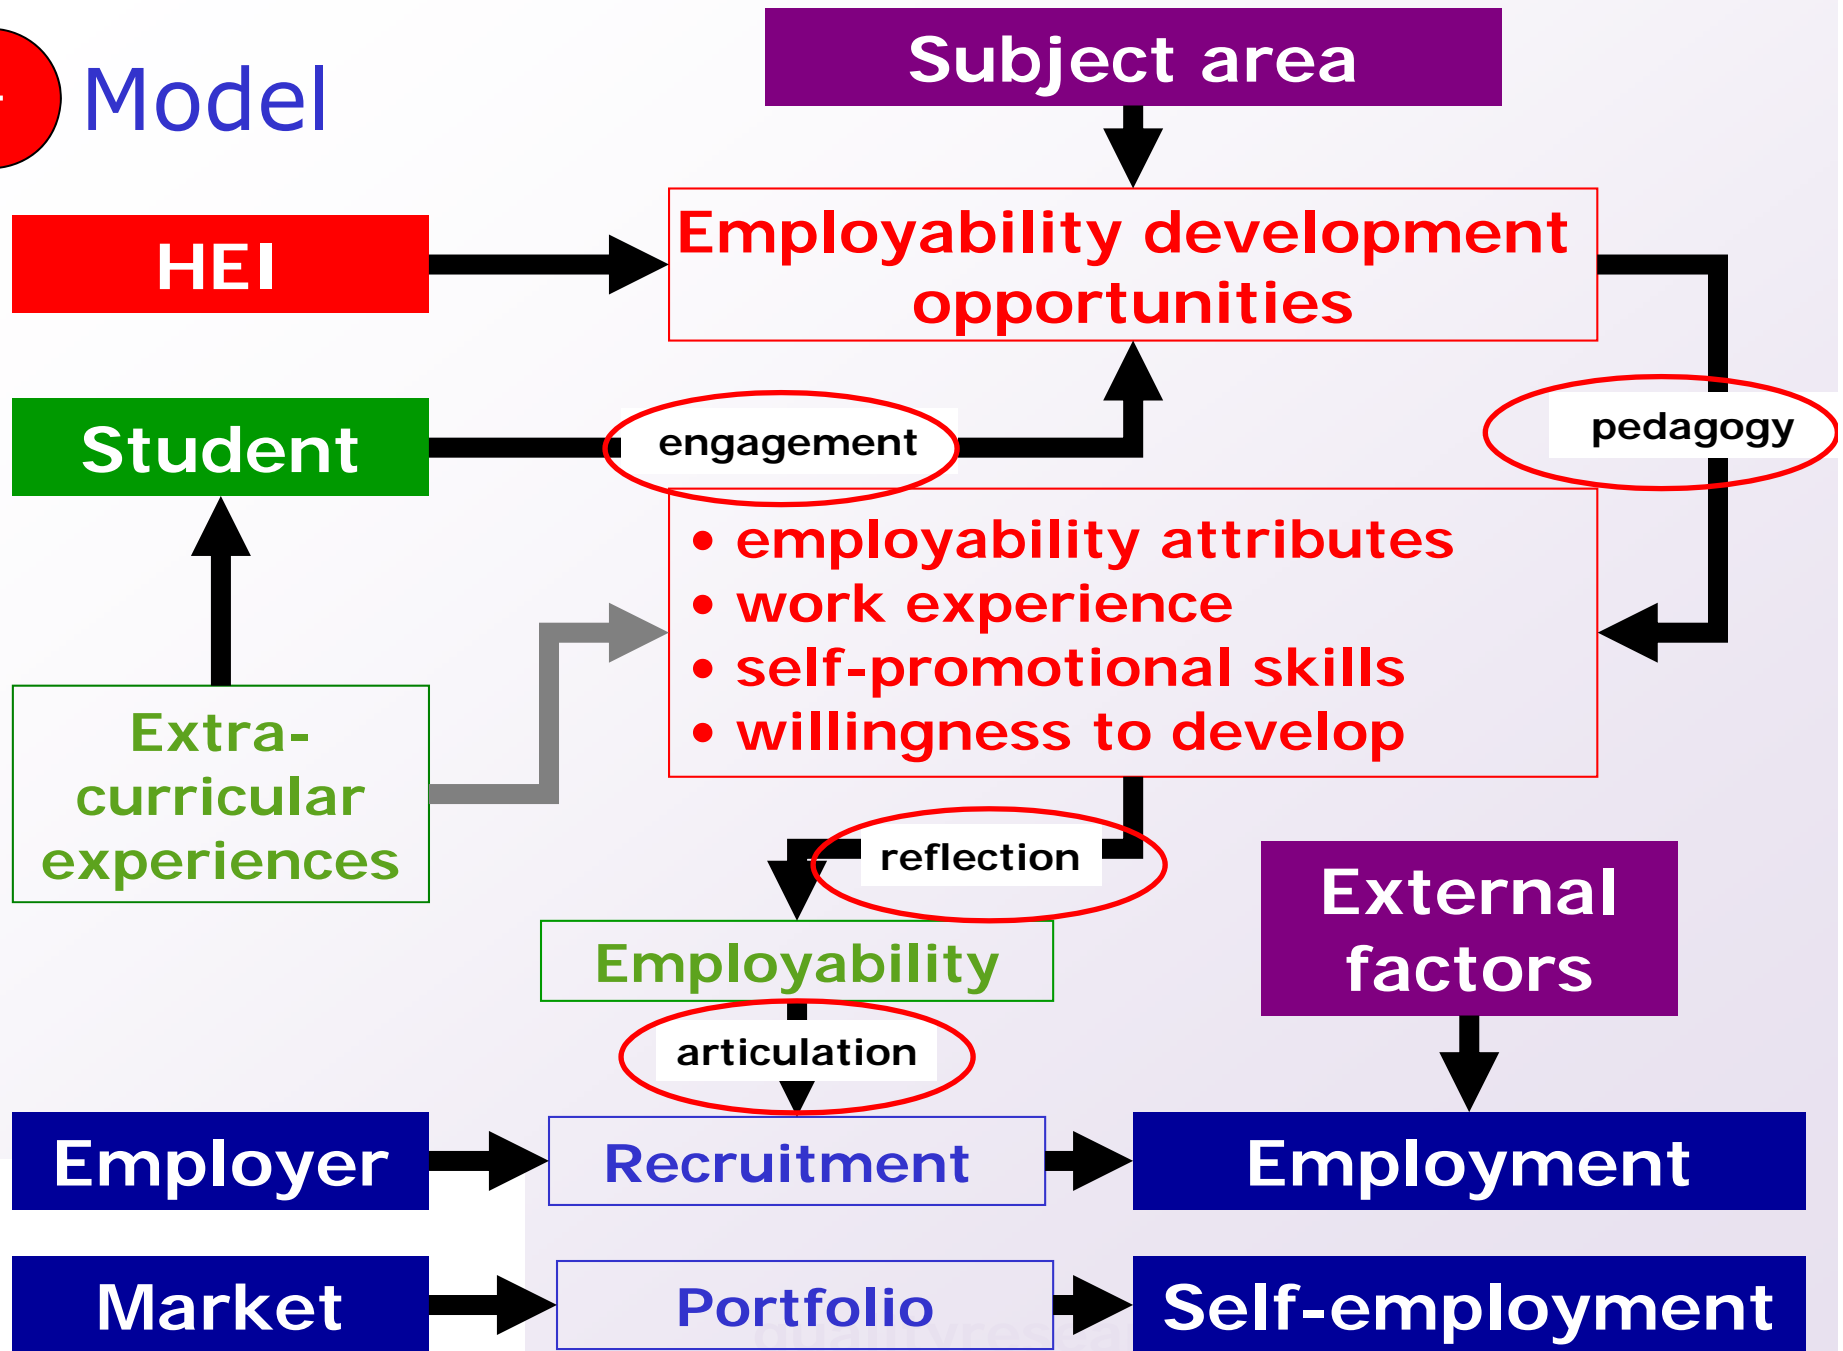 Model
Subject area
HEI
Employability development
opportunities
Student
engagement
pedagogy
• employability attributes
• work experience
• self-promotional skills
• willingness to develop
Extra-
curricular
experiences
reflection
External
factors
Employability
articulation
Employer
Recruitment
Employment
Market
Portfolio
Self-employment